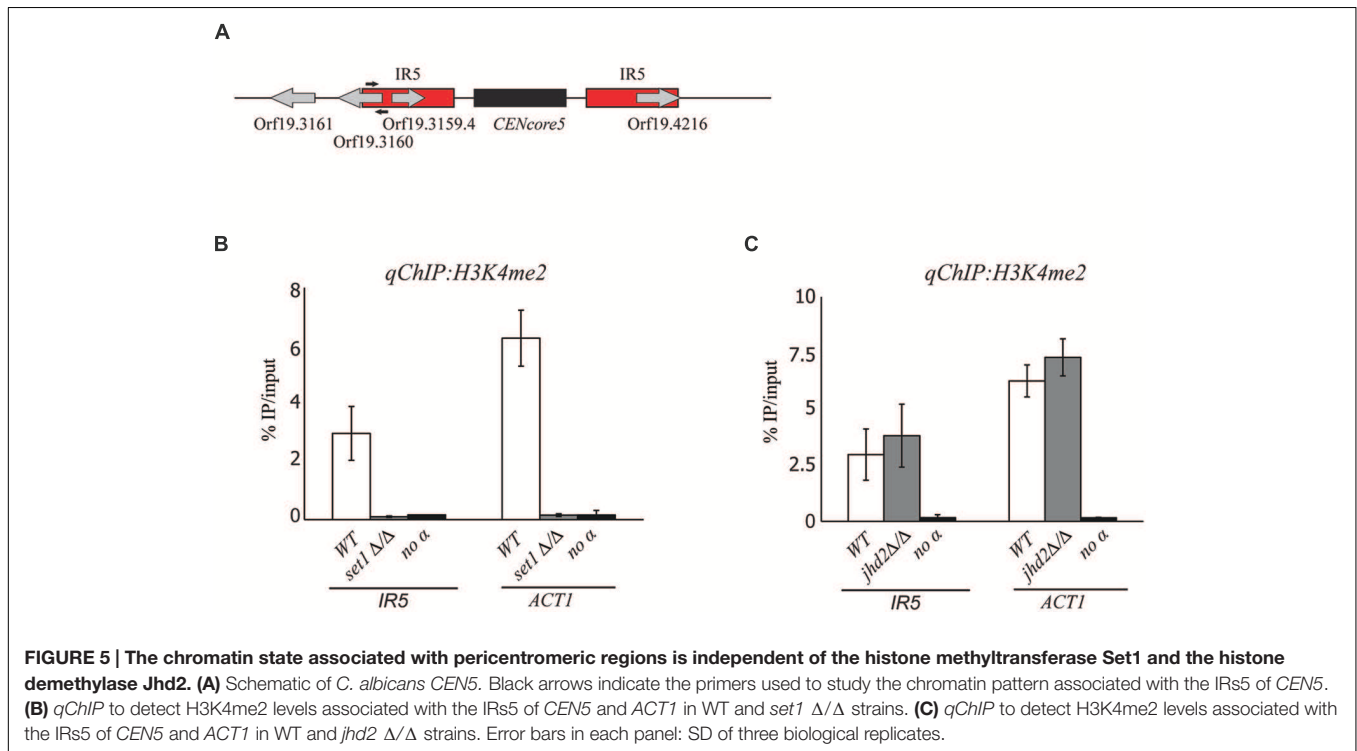 A
IR5 IR5
Orf19.3161 Orf19.3159.4 CENcore5 Orf19.4216
Orf19.3160
B
qChIP:H3K4me2
% IP/input
8
6
4
2
0
WT set1 Δ/Δ no α WT set1 Δ/Δ no α
IR5 ACT1
C
qChIP:H3K4me2
% IP/input
10
7.5
5
2.5
0
WT jhd2Δ/Δ no α WT jhd2Δ/Δ no α
IR5 ACT1
FIGURE 5 | The chromatin state associated with pericentromeric regions is independent of the histone methyltransferase Set1 and the histone
demethylase Jhd2. (A) Schematic of C. albicans CEN5. Black arrows indicate the primers used to study the chromatin pattern associated with the IRs5 of CEN5.
(B) qChIP to detect H3K4me2 levels associated with the IRs5 of CEN5 and ACT1 in WT and set1 Δ/Δ strains. (C) qChIP to detect H3K4me2 levels associated with
the IRs5 of CEN5 and ACT1 in WT and jhd2 Δ/Δ strains. Error bars in each panel: SD of three biological replicates.